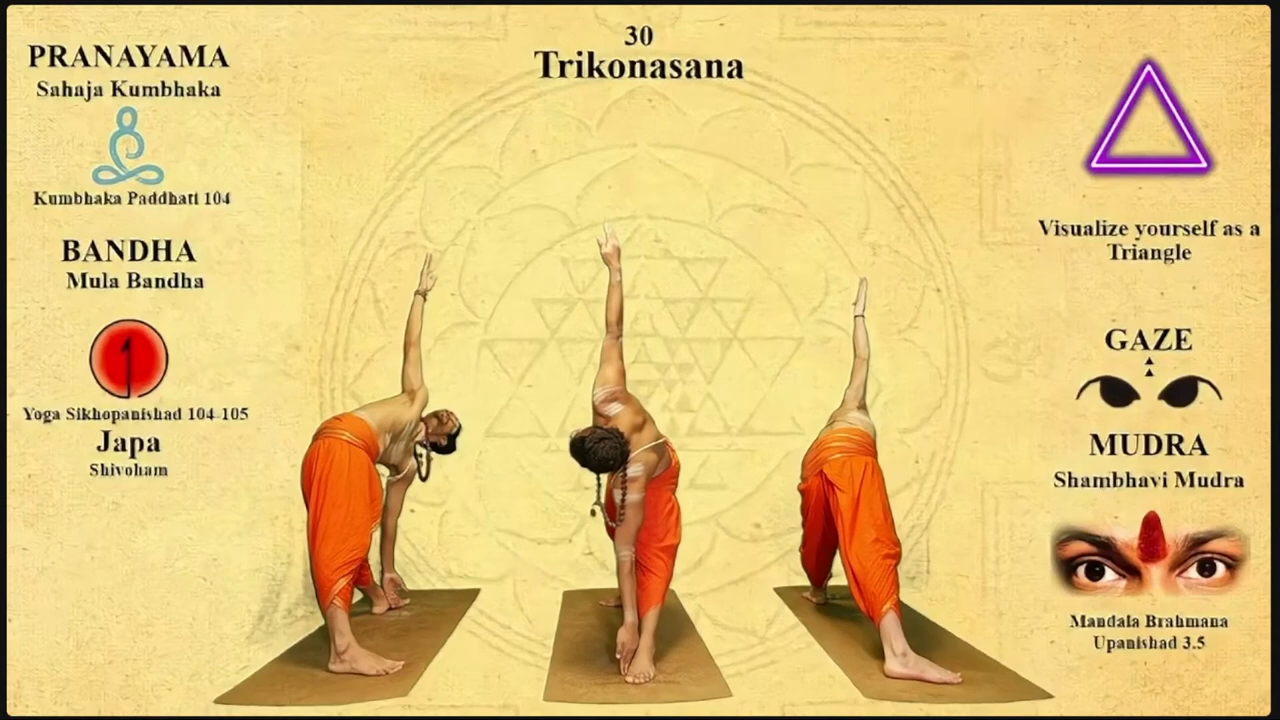 30
Trikonasana
PRANAYAMA
Sahaja Kumbhaka
Kumbhaka Paddhati 104
BANDHA
Mula Bandha
Yoga Sikhopanishad 104-105
Japa
Shivoham
Visualize yourself as a
Triangle
GAZE
MUDRA
Shambhavi Mudra
Mandala Brahmana
Upanishad 3.5